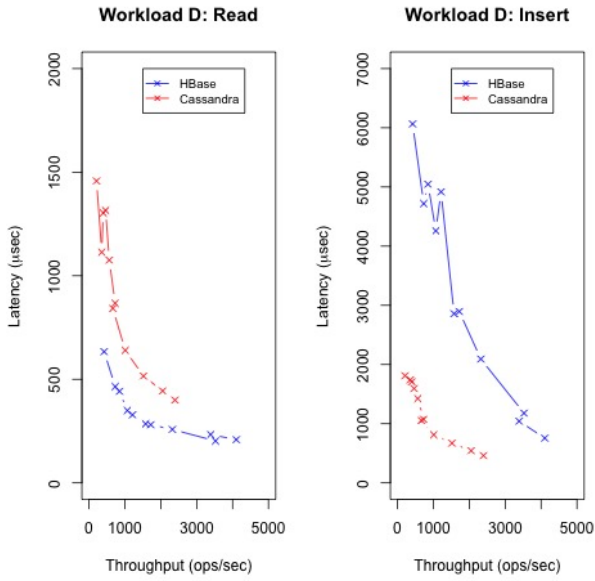 Workload D: Read
HBase
Cassandra
Latency (μsec)
2000
1500
1000
500
0
0 1000 3000 5000
Throughput (ops/sec)
Workload D: Insert
HBase
Cassandra
Latency (μsec)
7000
6000
5000
4000
3000
2000
1000
0
0 1000 3000 5000
Throughput (ops/sec)